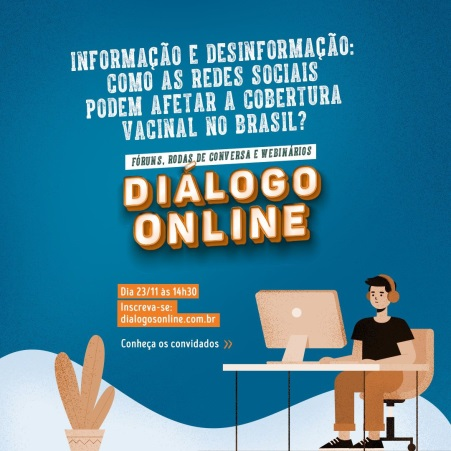 INFORMAÇÃO E DESINFORMAÇÃO:
COMO AS REDES SOCIAIS
PODEM AFETAR A COBERTURA
VACINAL NO BRASIL?
FÓRUNS, RODAS DE CONVERSA E WEBINÁRIOS
DIÁLOGO
ONLINE
Dia 23/11 às 14h30
Inscreva-se:
dialogosonline.com.br
Conheça os convidados »